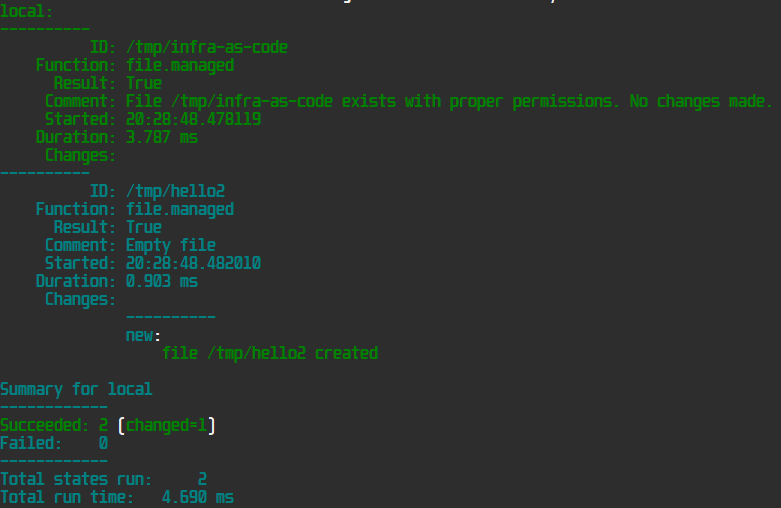 local:
----------
          ID: /tmp/infra-as-code
    Function: file.managed
      Result: True
     Comment: File /tmp/infra-as-code exists with proper permissions. No changes made.
     Started: 20:28:48.478119
    Duration: 3.787 ms
     Changes:
----------
          ID: /tmp/hello2
    Function: file.managed
      Result: True
     Comment: Empty file
     Started: 20:28:48.482010
    Duration: 0.903 ms
     Changes:
              ----------
              new:
                  file /tmp/hello2 created

Summary for local
------------
Succeeded: 2 (changed=1)
Failed:    0
------------
Total states run:     2
Total run time:   4.690 ms